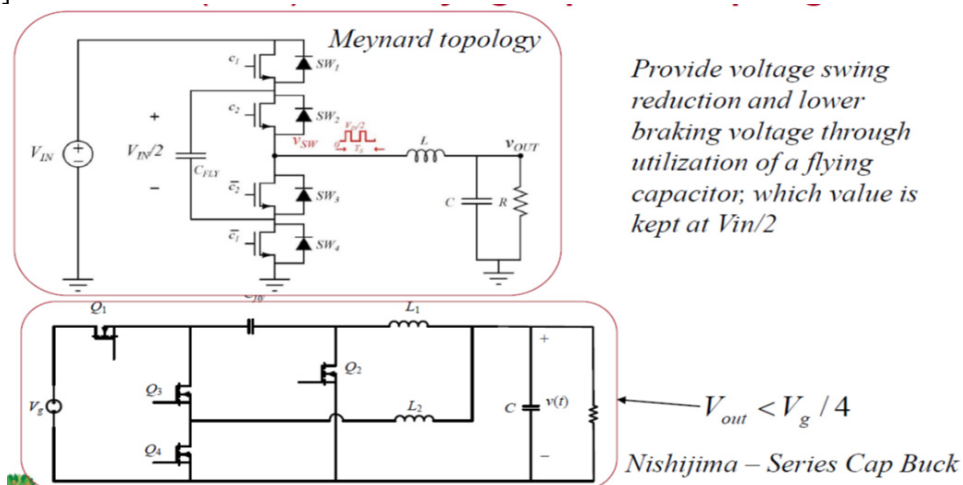 Meynard topology
c1
SW1
c2
SW2
VIN
VIN/2
+
−
CFLY
vSW
TS
L
vOUT
c̄2
SW3
C
R
c̄1
SW4
Provide voltage swing
reduction and lower
braking voltage through
utilization of a flying
capacitor, which value is
kept at Vin/2
Q1
L1
Q3
Q2
Vg
L2
C
+
v(t)
−
Q4
Vout < Vg / 4
Nishijima – Series Cap Buck